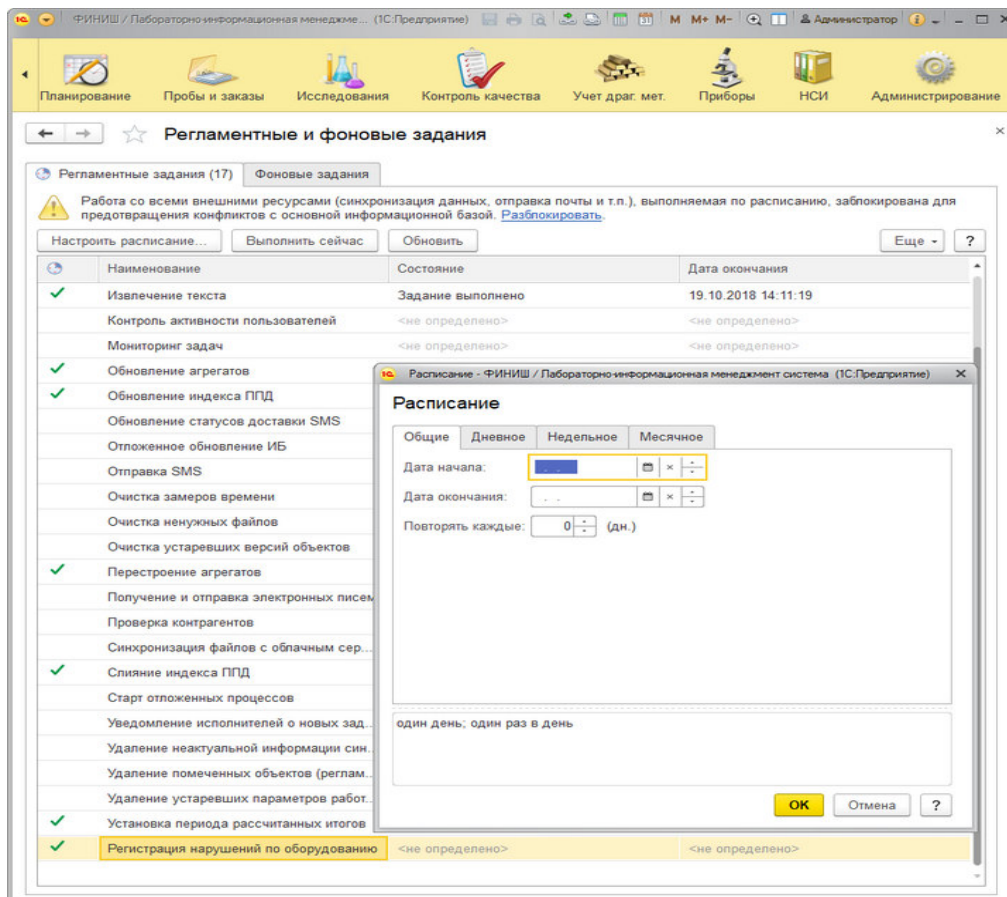 ФИНИШ / Лабораторно-информационная менеджме... (1С:Предприятие) M M+ M- Администратор
Планирование Пробы и заказы Исследования Контроль качества Учет драг. мет. Приборы НСИ Администрирование
Регламентные и фоновые задания
Регламентные задания (17) Фоновые задания
Работа со всеми внешними ресурсами (синхронизация данных, отправка почты и т.п.), выполняемая по расписанию, заблокирована для
предотвращения конфликтов с основной информационной базой. Разблокировать.
Настроить расписание... Выполнить сейчас Обновить Еще ?
Наименование Состояние Дата окончания
Извлечение текста Задание выполнено 19.10.2018 14:11:19
Контроль активности пользователей <не определено> <не определено>
Мониторинг задач <не определено> <не определено>
Обновление агрегатов
Обновление индекса ППД
Обновление статусов доставки SMS
Отложенное обновление ИБ
Отправка SMS
Очистка замеров времени
Очистка ненужных файлов
Очистка устаревших версий объектов
Перестроение агрегатов
Получение и отправка электронных писем
Проверка контрагентов
Синхронизация файлов с облачным сер...
Слияние индекса ППД
Старт отложенных процессов
Уведомление исполнителей о новых зад...
Удаление неактуальной информации син...
Удаление помеченных объектов (реглам...
Удаление устаревших параметров работ...
Установка периода рассчитанных итогов
Регистрация нарушений по оборудованию <не определено> <не определено>
Расписание - ФИНИШ / Лабораторно-информационная менеджмент система (1С:Предприятие)
Расписание
Общие Дневное Недельное Месячное
Дата начала: . .
Дата окончания: . .
Повторять каждые: 0 (дн.)
один день; один раз в день
OK Отмена ?